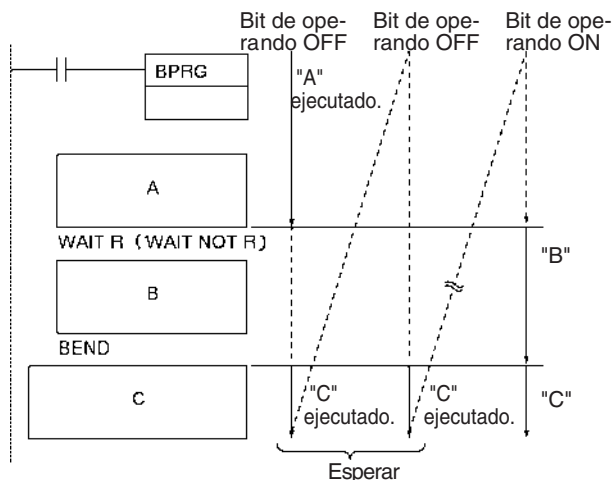 Bit de ope-
rando OFF
Bit de ope-
rando OFF
Bit de ope-
rando ON
BPRG
"A"
ejecutado.
A
WAIT R (WAIT NOT R)
"B"
B
BEND
C
"C"
ejecutado.
"C"
ejecutado.
"C"
Esperar